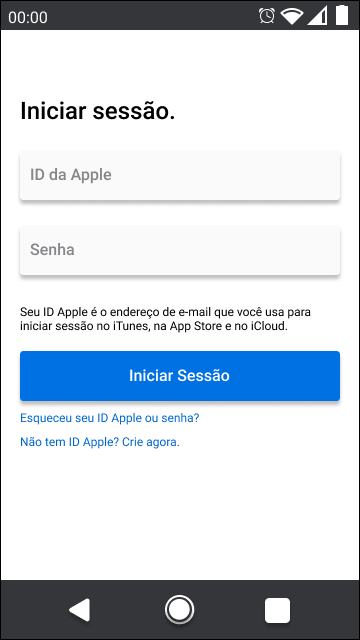 00:00
Iniciar sessão.
ID da Apple
Senha
Seu ID Apple é o endereço de e-mail que você usa para
iniciar sessão no iTunes, na App Store e no iCloud.
Iniciar Sessão
Esqueceu seu ID Apple ou senha?
Não tem ID Apple? Crie agora.